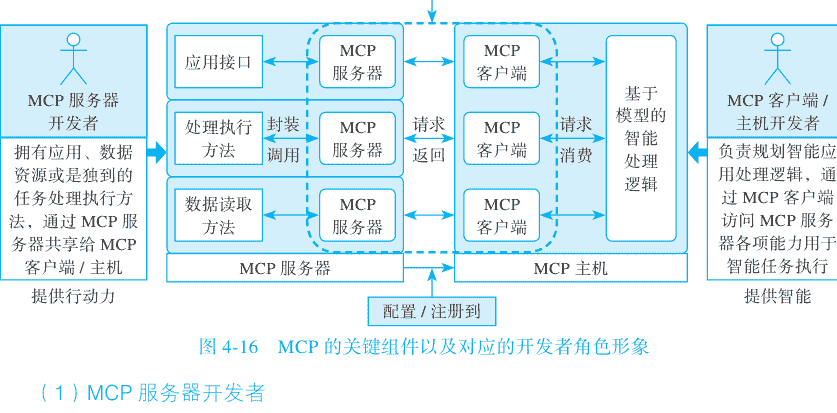 MCP 服务器
开发者
拥有应用、数据
资源或是独到的
任务处理执行方
法，通过 MCP 服
务器共享给 MCP
客户端 / 主机
提供行动力
应用接口
MCP
服务器
处理执行
方法
封装
调用
MCP
服务器
数据读取
方法
MCP
服务器
MCP 服务器
请求
返回
MCP
客户端
MCP
客户端
请求
消费
MCP
客户端
基于
模型的
智能
处理
逻辑
MCP 主机
配置 / 注册到
MCP 客户端 /
主机开发者
负责规划智能应
用处理逻辑，通
过 MCP 客户端
访问 MCP 服务
器各项能力用于
智能任务执行
提供智能
图 4-16 MCP 的关键组件以及对应的开发者角色形象
（1）MCP 服务器开发者